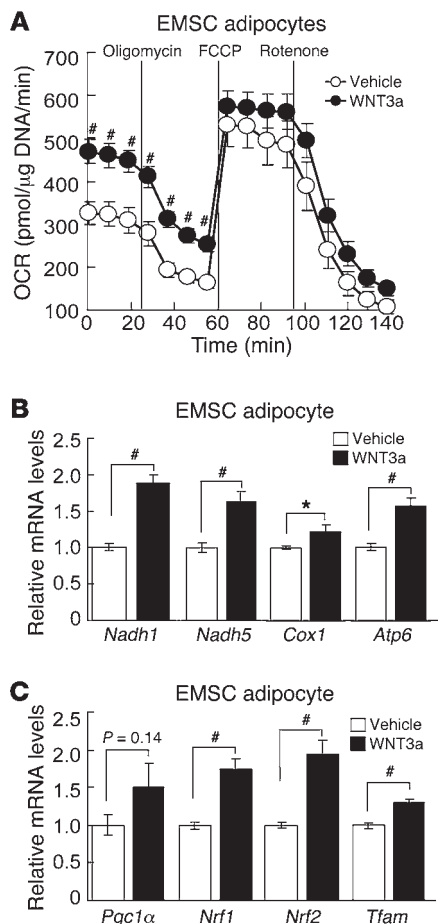 A
EMSC adipocytes
Oligomycin FCCP Rotenone
700
600
500
400
300
200
100
OCR (pmol/μg DNA/min)
Vehicle
WNT3a
# # # # # # #
0 20 40 60 80 100 120 140
Time (min)
B
EMSC adipocyte
2.5
2.0
1.5
1.0
0.5
0
Relative mRNA levels
Vehicle
WNT3a
# # * #
Nadh1 Nadh5 Cox1 Atp6
C
EMSC adipocyte
2.5
2.0
1.5
1.0
0.5
0
Relative mRNA levels
Vehicle
WNT3a
P = 0.14 # # #
Pgc1α Nrf1 Nrf2 Tfam